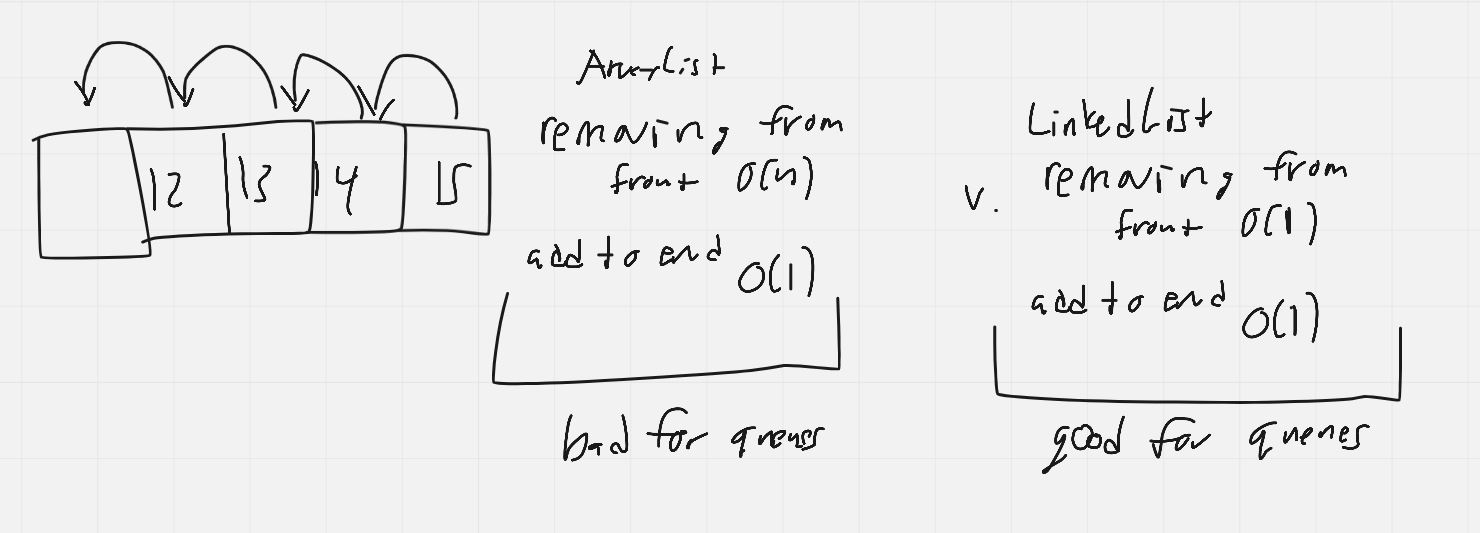 12 13 14 15
ArrayList
removing from
front O(n)
add to end O(1)
bad for queues
v.
LinkedList
removing from
front O(1)
add to end O(1)
good for queues